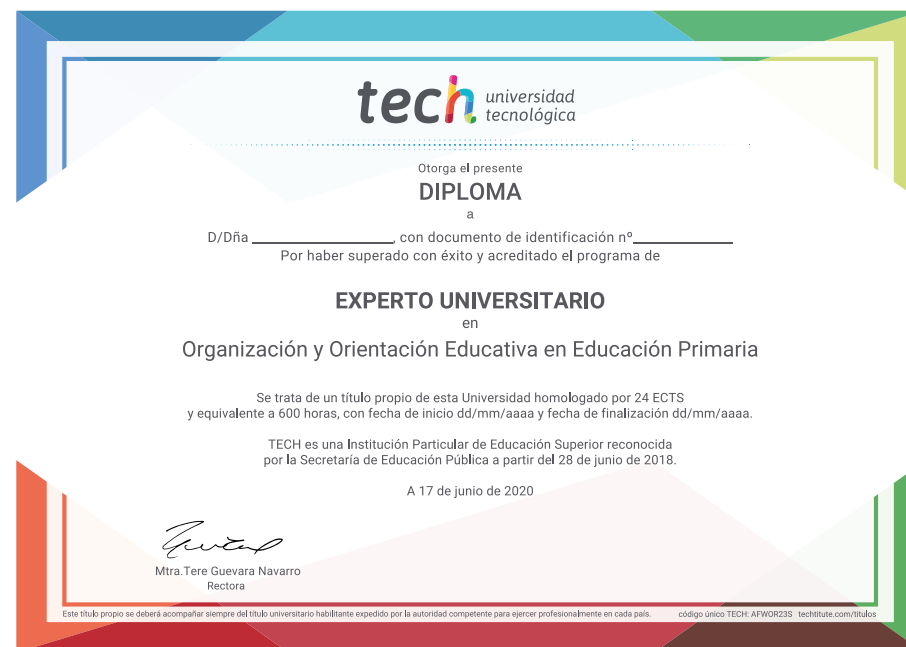 tech universidad
tecnológica
Otorga el presente
DIPLOMA
a
D/Dña ______________, con documento de identificación nº__________
Por haber superado con éxito y acreditado el programa de
EXPERTO UNIVERSITARIO
en
Organización y Orientación Educativa en Educación Primaria
Se trata de un título propio de esta Universidad homologado por 24 ECTS
y equivalente a 600 horas, con fecha de inicio dd/mm/aaaa y fecha de finalización dd/mm/aaaa.
TECH es una Institución Particular de Educación Superior reconocida
por la Secretaría de Educación Pública a partir del 28 de junio de 2018.
A 17 de junio de 2020
Mtra.Tere Guevara Navarro
Rectora
Este título propio se deberá acompañar siempre del título universitario habilitante expedido por la autoridad competente para ejercer profesionalmente en cada país. código único TECH: AFWOR23S techtitute.com/titulos